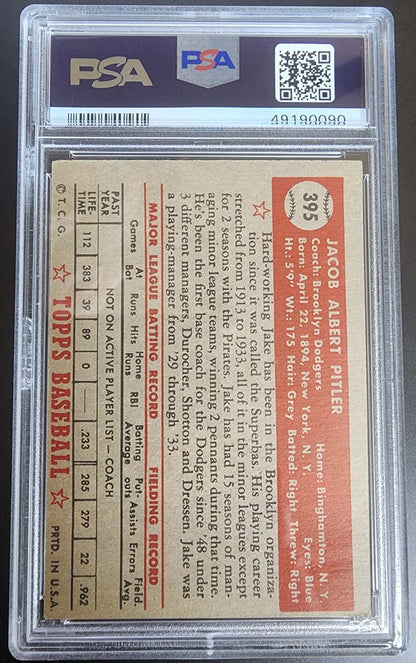 PSA
PSA
49190090
395
JACOB ALBERT PITLER
Coach: Brooklyn Dodgers Home: Binghamton, N. Y.
Born: April 22, 1894, New York, N. Y. Eyes: Blue
Ht.: 5'9" Wt.: 175 Hair: Grey Batted: Right Threw: Right
Hard-working Jake has been in the Brooklyn organiza-
tion since it was called the Superbas. His playing career
stretched from 1913 to 1933, all of it in the minor leagues except
for 2 seasons with the Pirates. Jake has had 15 seasons of man-
aging minor league teams, winning 2 pennants during that time.
He's been the first base coach for the Dodgers since '48 under
3 different managers, Durocher, Shotton and Dressen. Jake was
a playing-manager from '29 through '33.
MAJOR LEAGUE BATTING RECORD FIELDING RECORD
Games At Bat Runs Hits Home Runs RBI Batting Average Put-outs Assists Errors Field. Avg.
PAST YEAR NOT ON ACTIVE PLAYER LIST — COACH
LIFE-TIME 112 383 39 89 0 — .233 285 279 22 .962
© T. C. G. TOPPS BASEBALL PRTD. IN U.S.A.